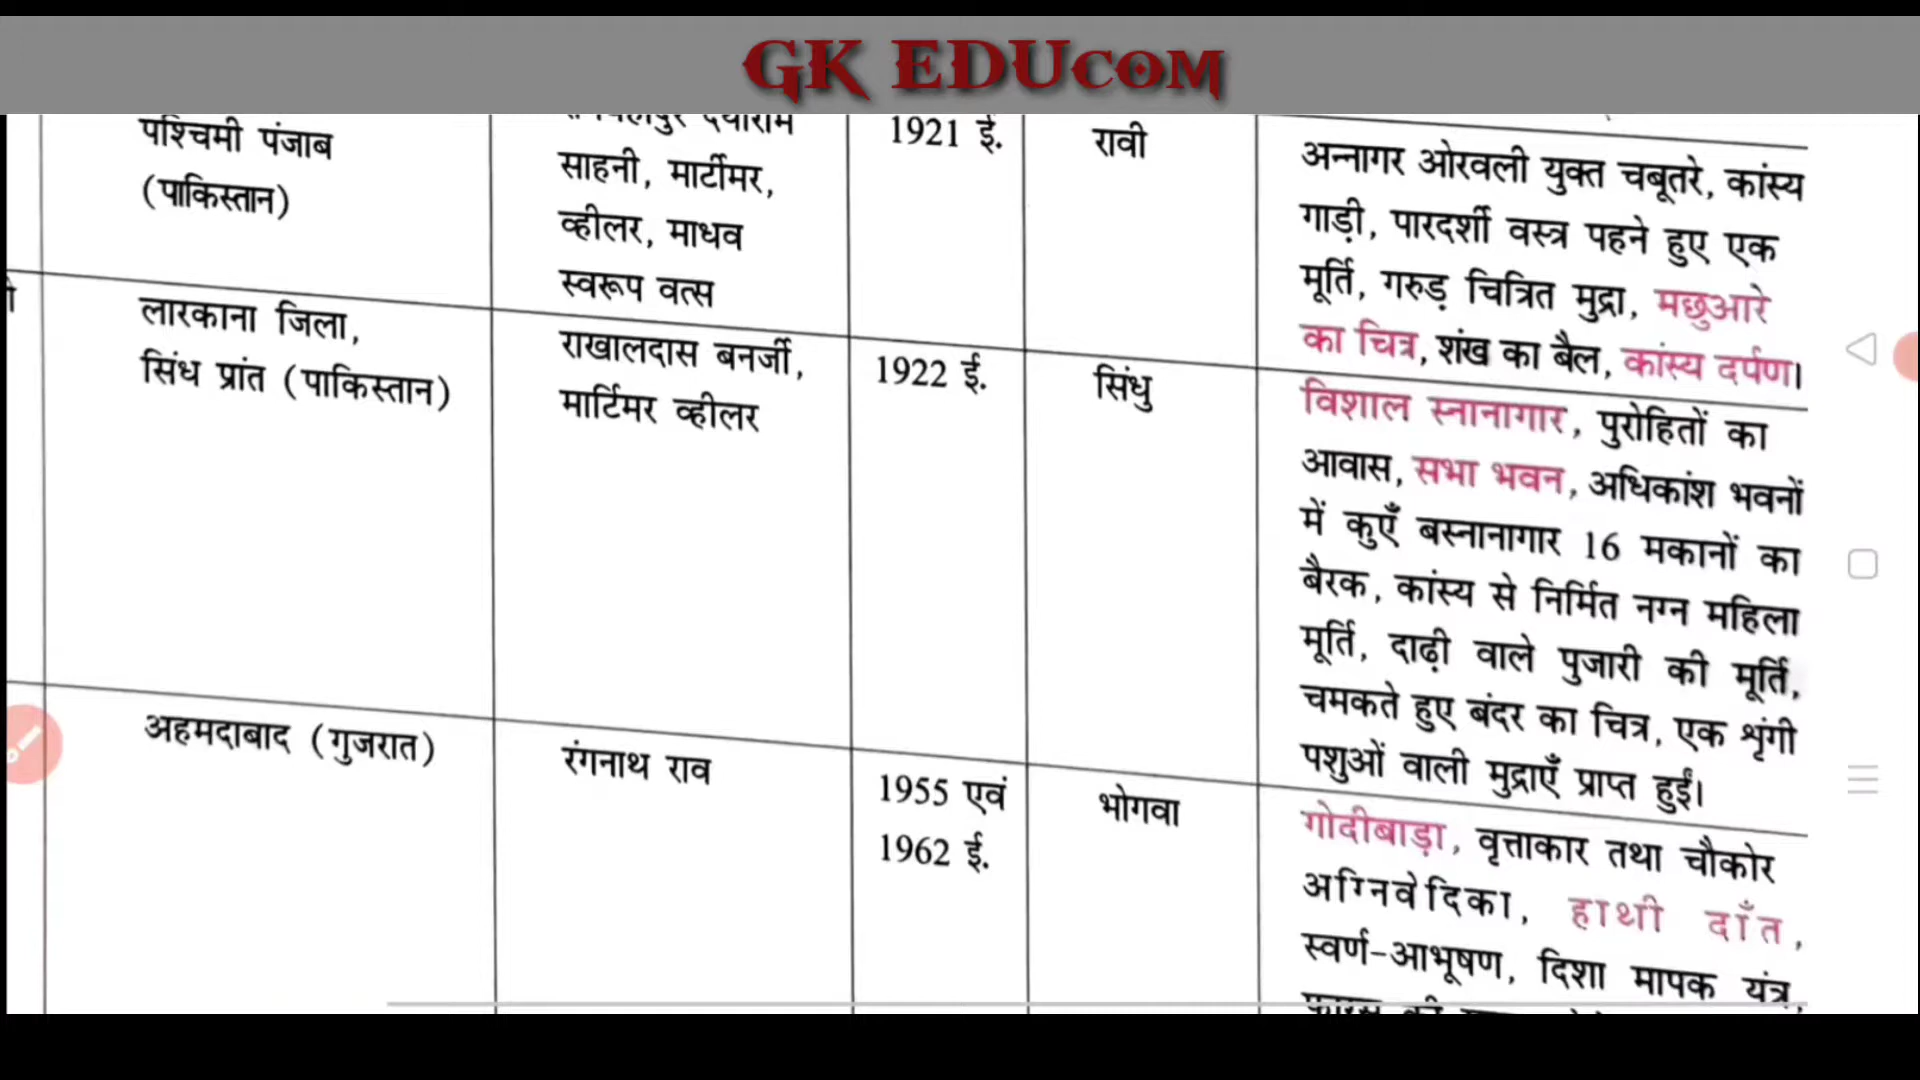 GK EDUCOM
पश्चिमी पंजाब
(पाकिस्तान)
साहनी, मार्टीमर,
व्हीलर, माधव
स्वरूप वत्स
1921 ई.
रावी
अन्नागर ओरवली युक्त चबूतरे, कांस्य
गाड़ी, पारदर्शी वस्त्र पहने हुए एक
मूर्ति, गरुड़ चित्रित मुद्रा, मछुआरे
का चित्र, शंख का बैल, कांस्य दर्पण।
लारकाना जिला,
सिंध प्रांत (पाकिस्तान)
राखालदास बनर्जी,
मार्टिमर व्हीलर
1922 ई.
सिंधु
विशाल स्नानागार, पुरोहितों का
आवास, सभा भवन, अधिकांश भवनों
में कुएँ बस्नानागार 16 मकानों का
बैरक, कांस्य से निर्मित नग्न महिला
मूर्ति, दाढ़ी वाले पुजारी की मूर्ति,
चमकते हुए बंदर का चित्र, एक शृंगी
पशुओं वाली मुद्राएँ प्राप्त हुईं।
अहमदाबाद (गुजरात)
रंगनाथ राव
1955 एवं
1962 ई.
भोगवा
गोदीबाड़ा, वृत्ताकार तथा चौकोर
अग्निवेदिका, हाथी दाँत,
स्वर्ण-आभूषण, दिशा मापक यंत्र,